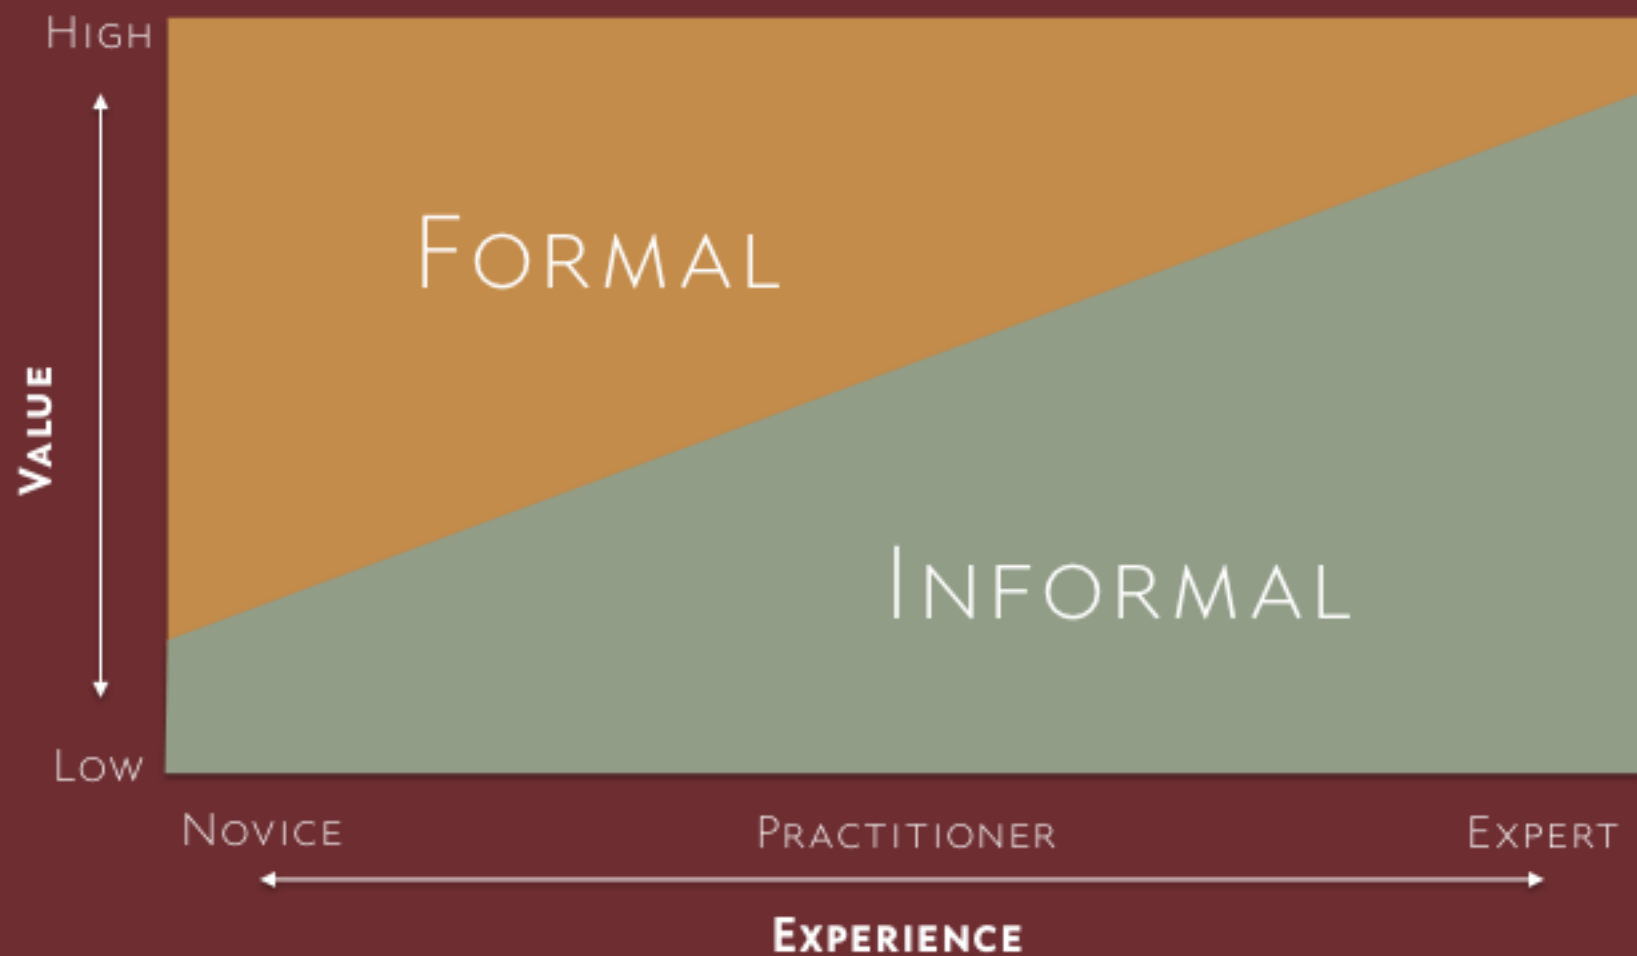 High
Formal
Value
Informal
Low
Novice Practitioner Expert
Experience